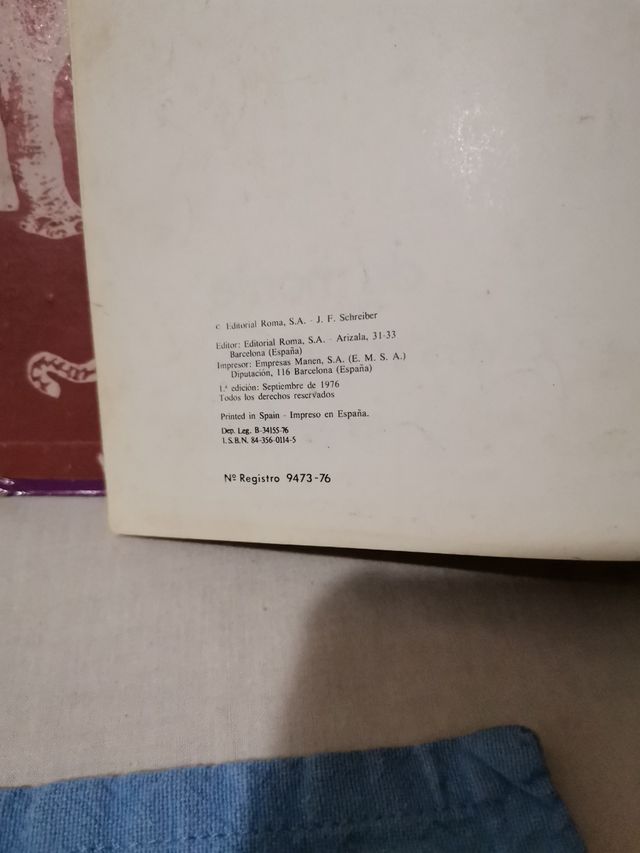 © Editorial Roma, S.A. - J. F. Schreiber
Editor: Editorial Roma, S.A. - Arizala, 31-33
Barcelona (España)
Impresor: Empresas Manen, S.A. (E. M. S. A.)
Diputación, 116 Barcelona (España)
1.ª edición: Septiembre de 1976
Todos los derechos reservados
Printed in Spain - Impreso en España.
Dep. Leg. B-34155-76
I.S.B.N. 84-356-0114-5
Nº Registro 9473-76